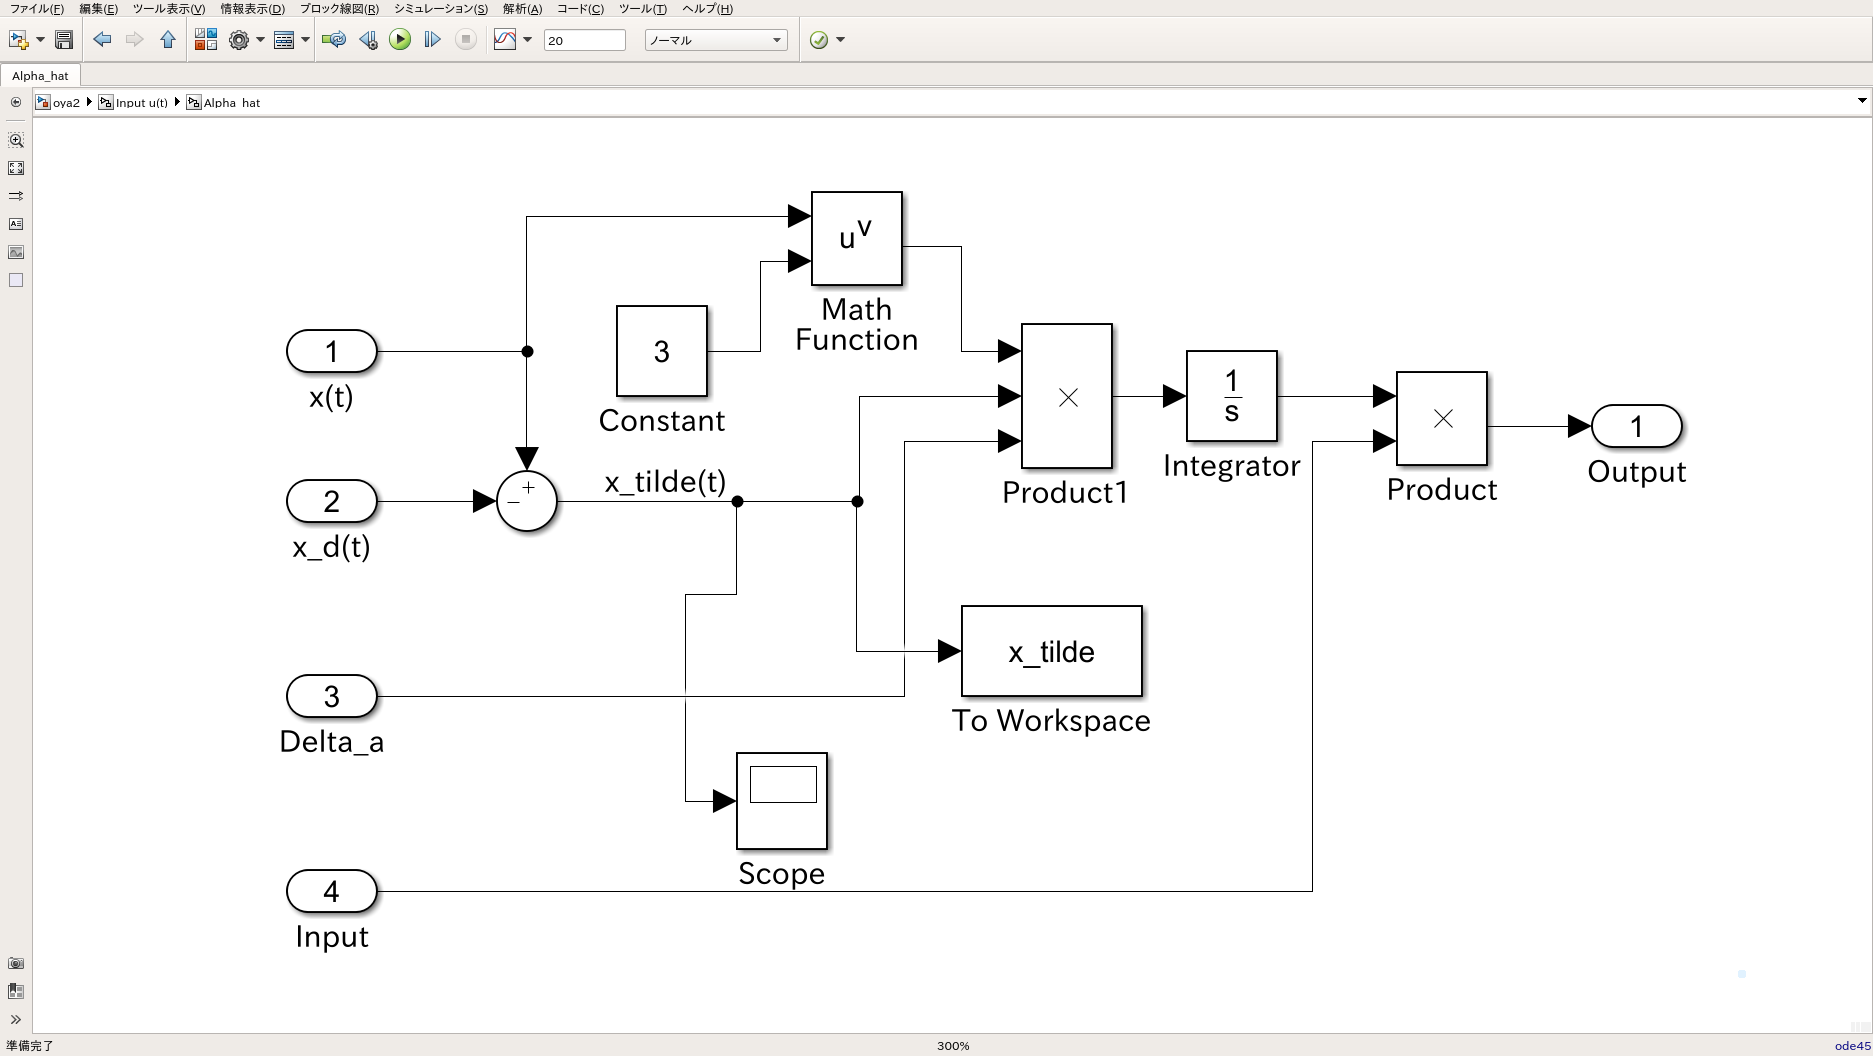 ファイル(F) 編集(E) ツール表示(V) 情報表示(D) ブロック線図(R) シミュレーション(S) 解析(A) コード(C) ツール(T) ヘルプ(H)
20 ノーマル
Alpha_hat
oya2 Input u(t) Alpha_hat
u^v
Math
Function
1
x(t)
3
Constant
×
Product1
1
s
Integrator
×
Product
1
Output
2
x_d(t)
− +
x_tilde(t)
x_tilde
To Workspace
3
Delta_a
Scope
4
Input
準備完了 300% ode45